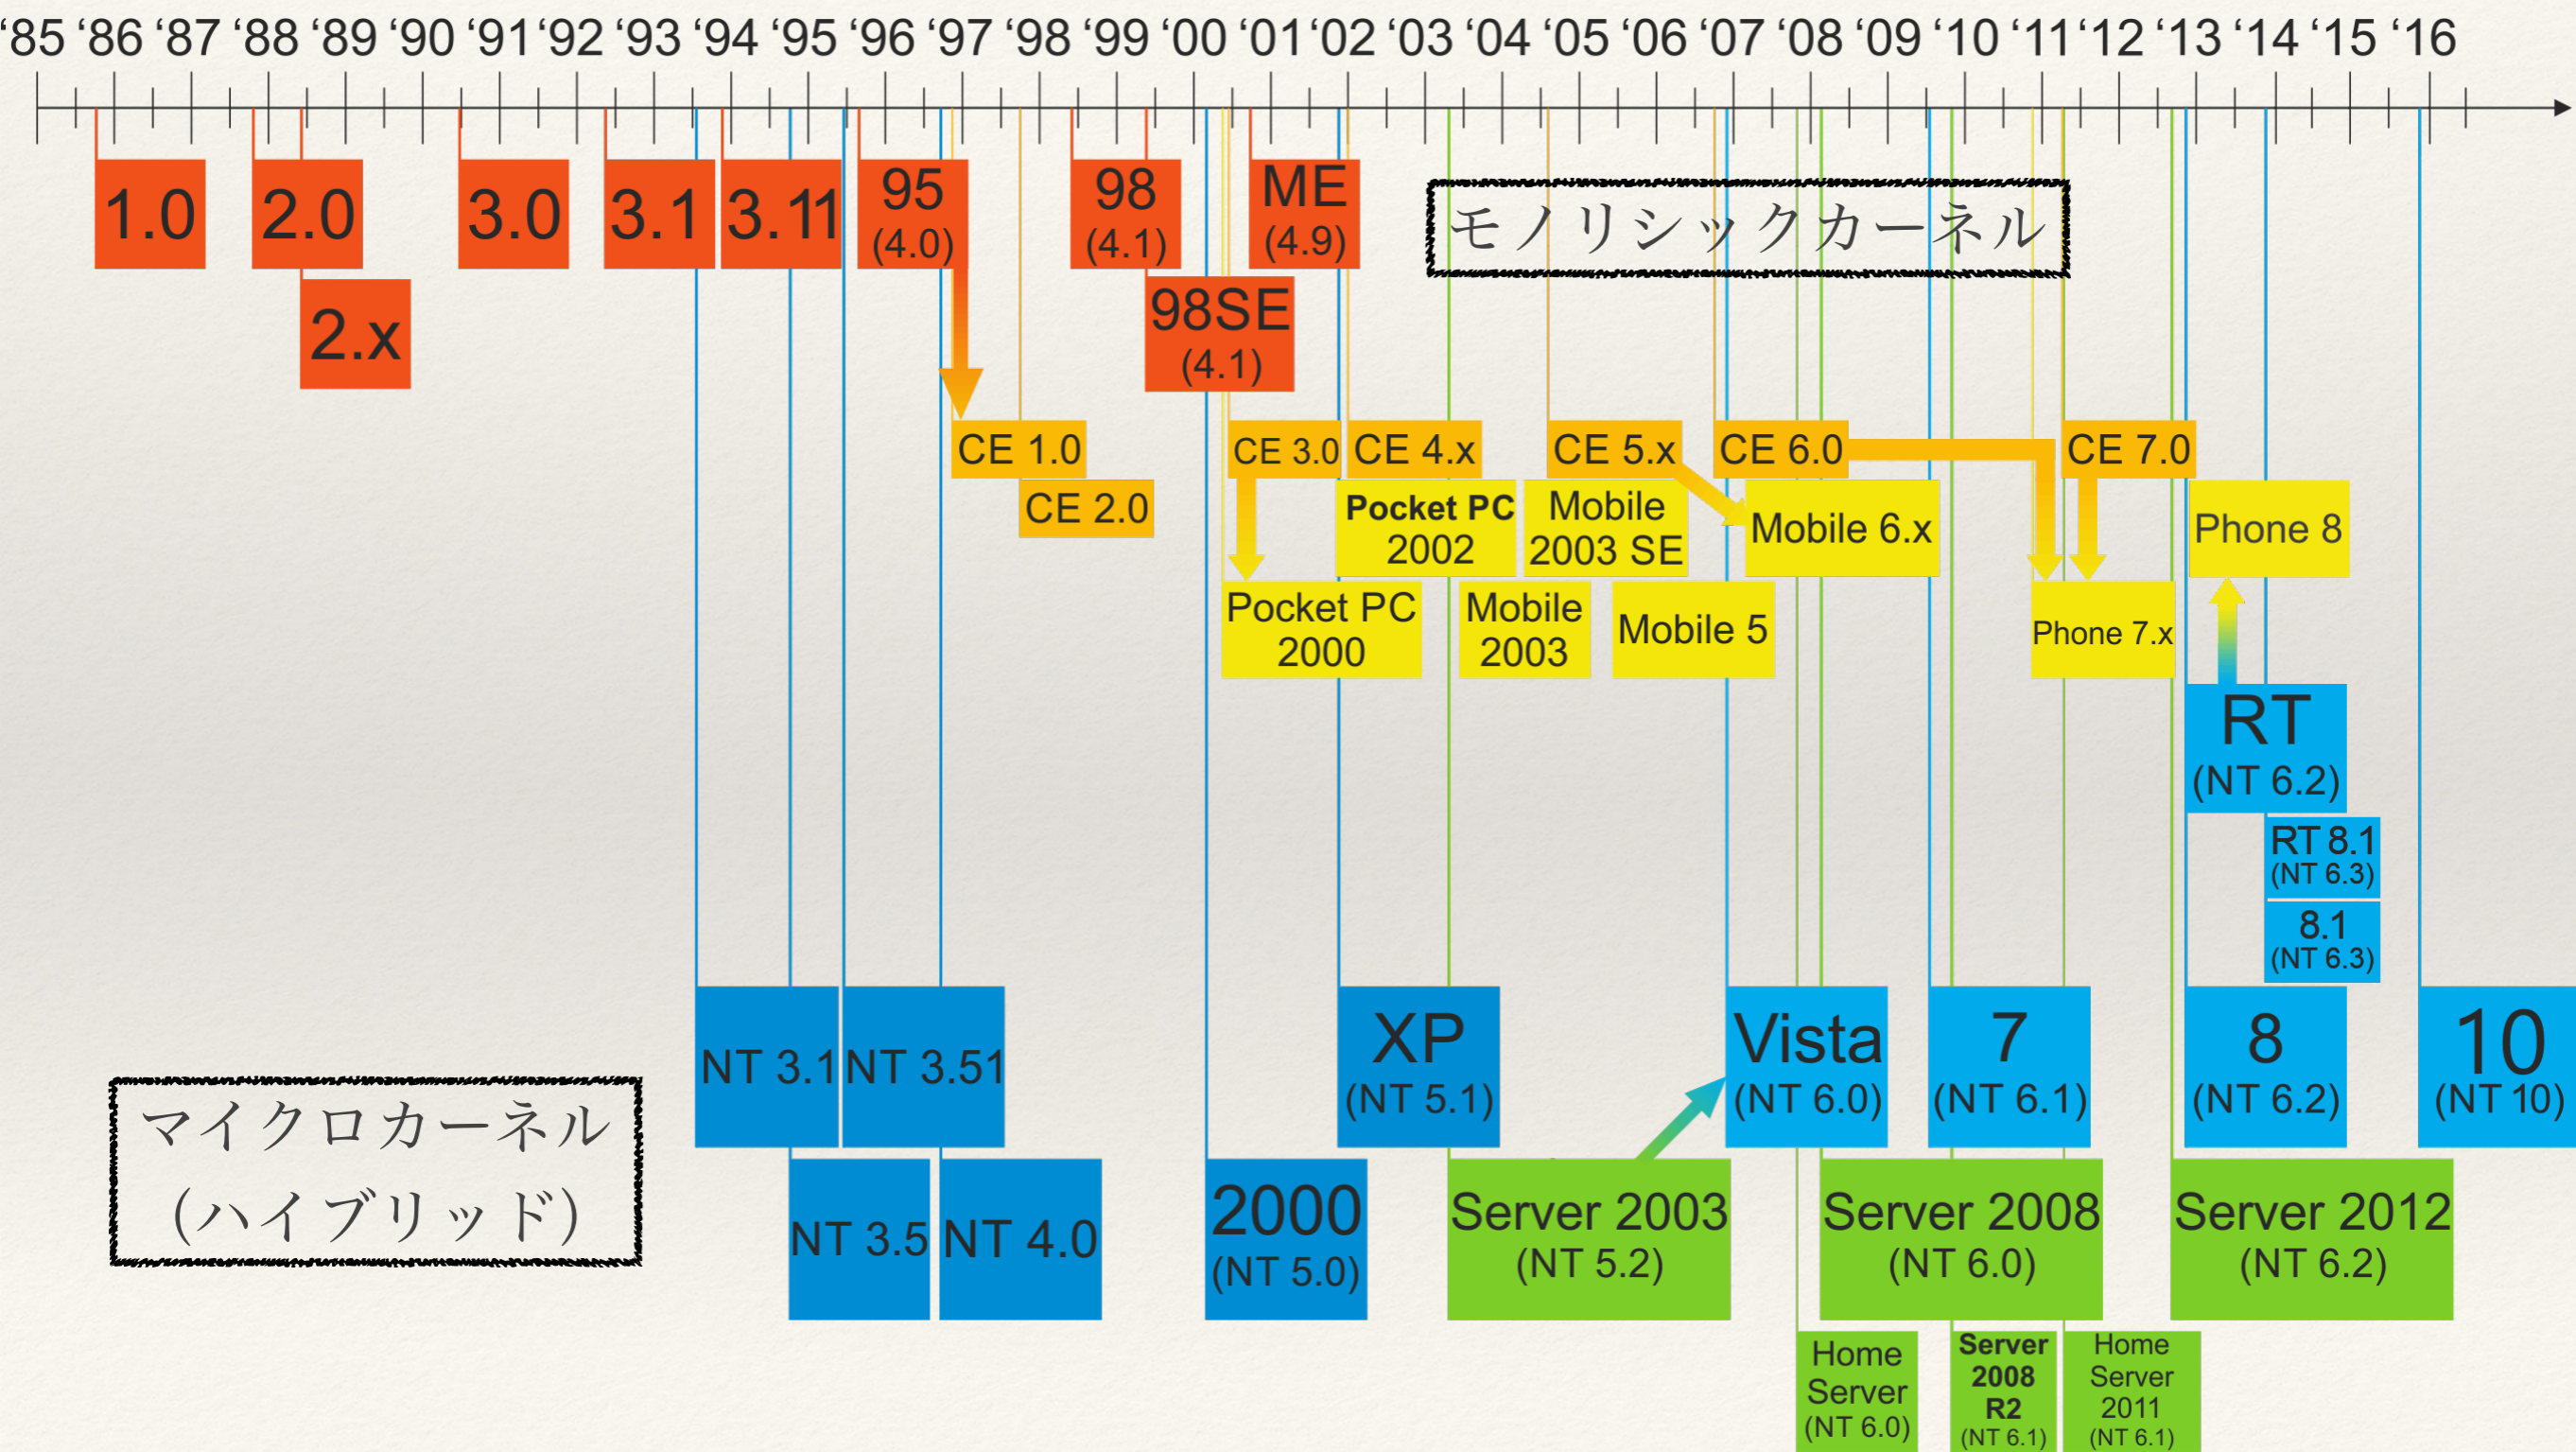 ‘85 ‘86 ‘87 ‘88 ‘89 ‘90 ‘91 ‘92 ‘93 ‘94 ‘95 ‘96 ‘97 ‘98 ‘99 ‘00 ‘01 ‘02 ‘03 ‘04 ‘05 ‘06 ‘07 ‘08 ‘09 ‘10 ‘11 ‘12 ‘13 ‘14 ‘15 ‘16
1.0
2.0
3.0
3.1
3.11
95
(4.0)
98
(4.1)
ME
(4.9)
モノリシックカーネル
2.x
98SE
(4.1)
CE 1.0
CE 3.0
CE 4.x
CE 5.x
CE 6.0
CE 7.0
CE 2.0
Pocket PC
2002
Mobile
2003 SE
Mobile 6.x
Phone 8
Pocket PC
2000
Mobile
2003
Mobile 5
Phone 7.x
RT
(NT 6.2)
RT 8.1
(NT 6.3)
8.1
(NT 6.3)
NT 3.1
NT 3.51
XP
(NT 5.1)
Vista
(NT 6.0)
7
(NT 6.1)
8
(NT 6.2)
10
(NT 10)
マイクロカーネル
(ハイブリッド)
NT 3.5
NT 4.0
2000
(NT 5.0)
Server 2003
(NT 5.2)
Server 2008
(NT 6.0)
Server 2012
(NT 6.2)
Home
Server
(NT 6.0)
Server
2008
R2
(NT 6.1)
Home
Server
2011
(NT 6.1)